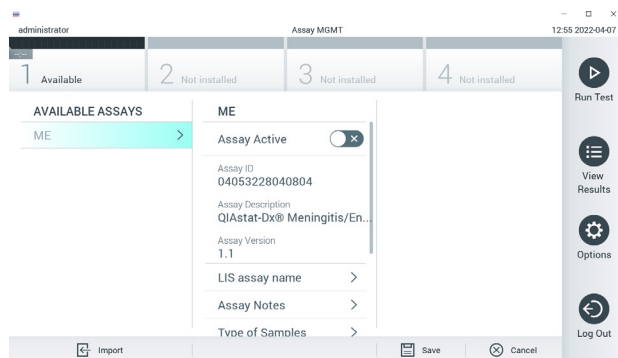 administrator
Assay MGMT
12:55 2022-04-07
--:--
1 Available
2 Not installed
3 Not installed
4 Not installed
AVAILABLE ASSAYS
ME
ME
Assay Active
Assay ID
04053228040804
Assay Description
QIAstat-Dx® Meningitis/En...
Assay Version
1.1
LIS assay name
Assay Notes
Type of Samples
Run Test
View
Results
Options
Log Out
Import
Save
Cancel